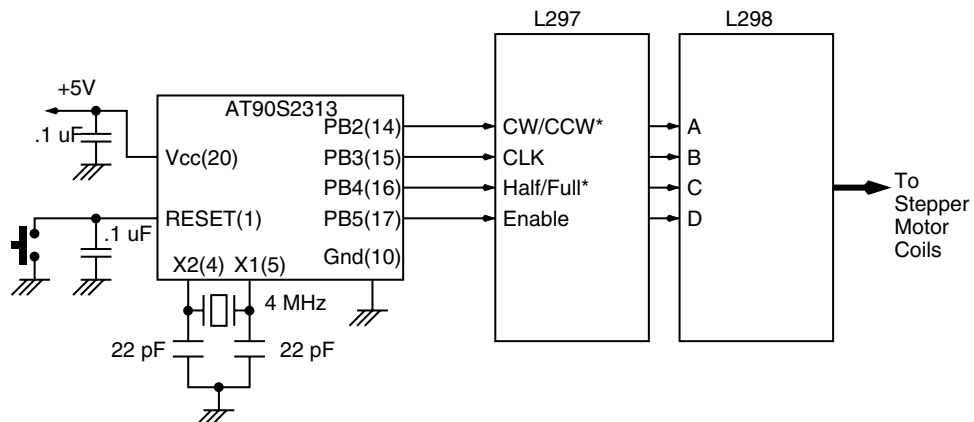 L297
L298
+5V
AT90S2313
.1 uF
PB2(14)
CW/CCW*
A
Vcc(20)
PB3(15)
CLK
B
PB4(16)
Half/Full*
C
To
Stepper
Motor
Coils
RESET(1)
PB5(17)
Enable
D
.1 uF
Gnd(10)
X2(4)
X1(5)
4 MHz
22 pF
22 pF